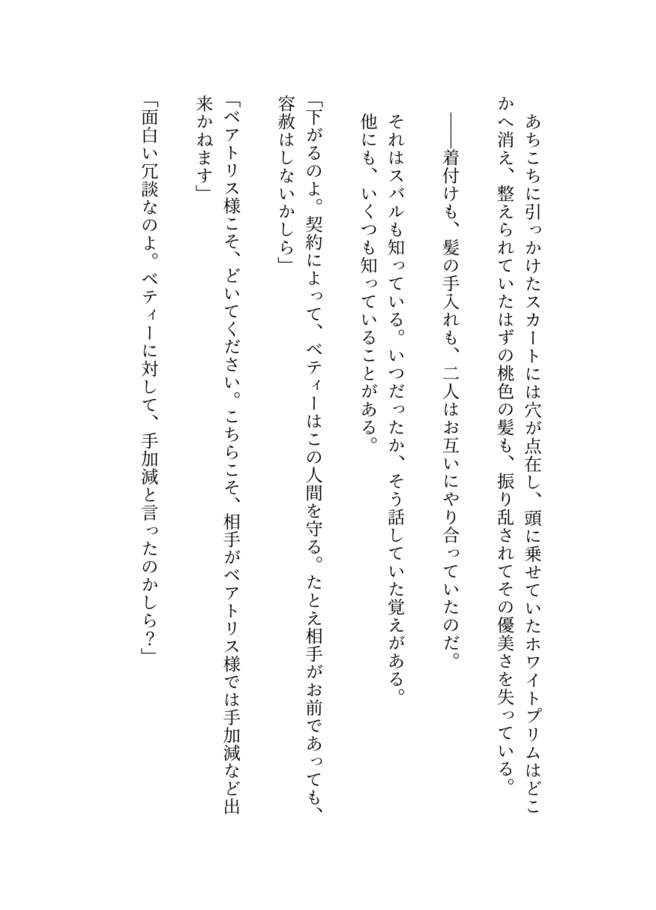 あちこちに引っかけたスカートには穴が点在し、頭に乗せていたホワイトプリムはどこ
かへ消え、整えられていたはずの桃色の髪も、振り乱されてその優美さを失っている。
――着付けも、髪の手入れも、二人はお互いにやり合っていたのだ。
それはスバルも知っている。いつだったか、そう話していた覚えがある。
他にも、いくつも知っていることがある。
「下がるのよ。契約によって、ベティーはこの人間を守る。たとえ相手がお前であっても、
容赦はしないかしら」
「ベアトリス様こそ、どいてください。こちらこそ、相手がベアトリス様では手加減など出
来かねます」
「面白い冗談なのよ。ベティーに対して、手加減と言ったのかしら？」